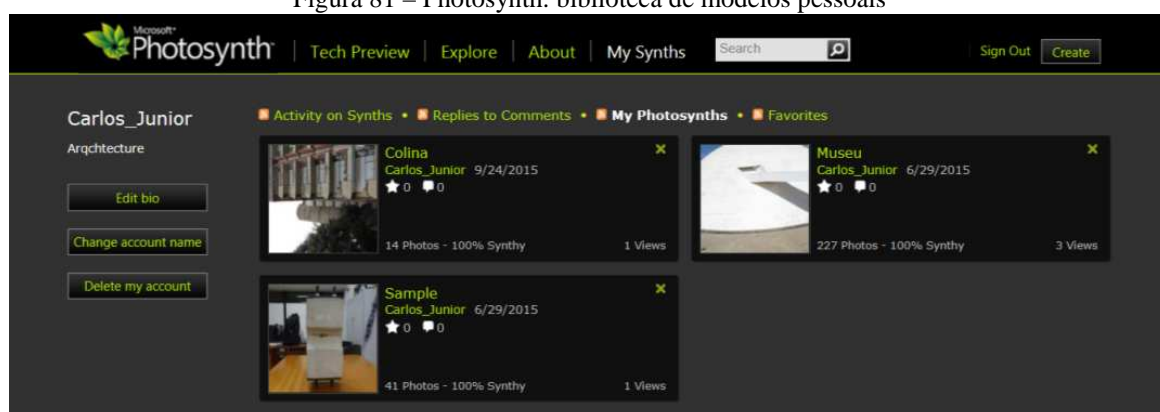 Figura 81 – Photosynth: biblioteca de modelos pessoais
Microsoft®
Photosynth™ | Tech Preview | Explore | About | My Synths Search Sign Out Create
Carlos_Junior
Arqchtecture
Edit bio
Change account name
Delete my account
Activity on Synths • Replies to Comments • My Photosynths • Favorites
Colina
Carlos_Junior 9/24/2015
0 0
14 Photos - 100% Synthy 1 Views
Museu
Carlos_Junior 6/29/2015
0 0
227 Photos - 100% Synthy 3 Views
Sample
Carlos_Junior 6/29/2015
0 0
41 Photos - 100% Synthy 1 Views